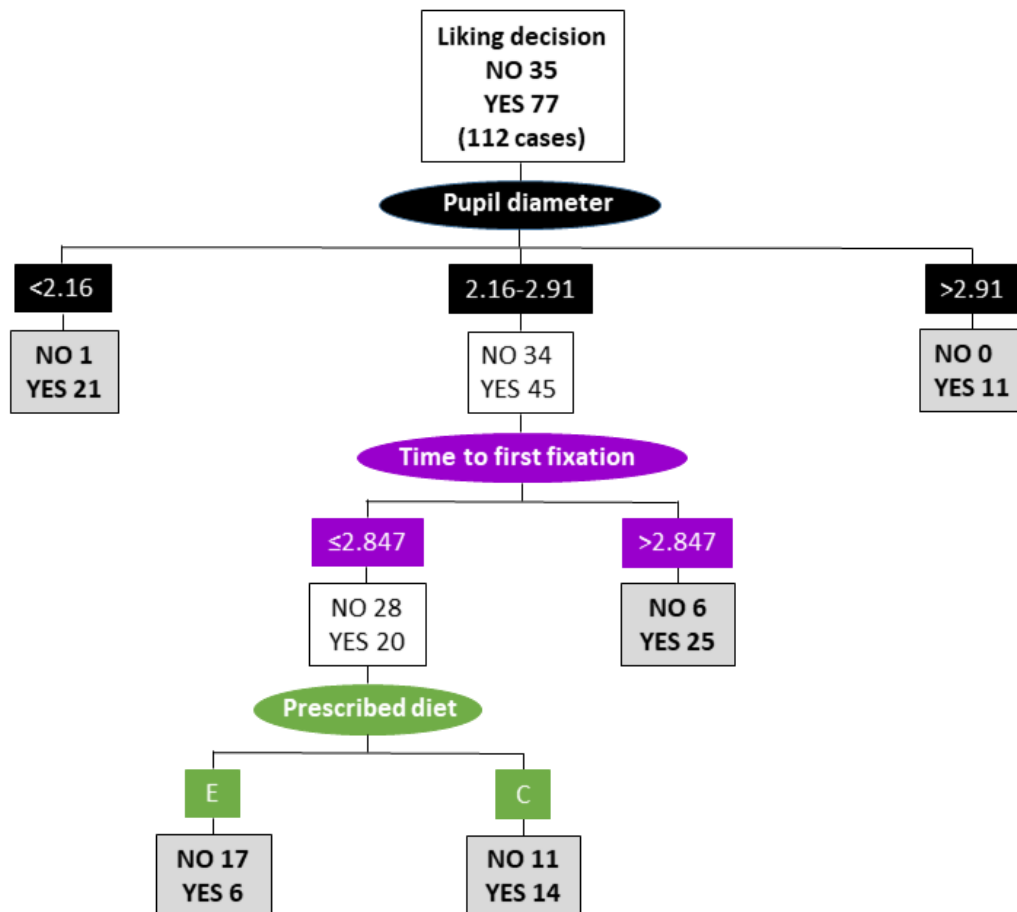 Liking decision
NO 35
YES 77
(112 cases)
Pupil diameter
<2.16
2.16-2.91
>2.91
NO 1
YES 21
NO 34
YES 45
NO 0
YES 11
Time to first fixation
≤2.847
>2.847
NO 28
YES 20
NO 6
YES 25
Prescribed diet
E
C
NO 17
YES 6
NO 11
YES 14